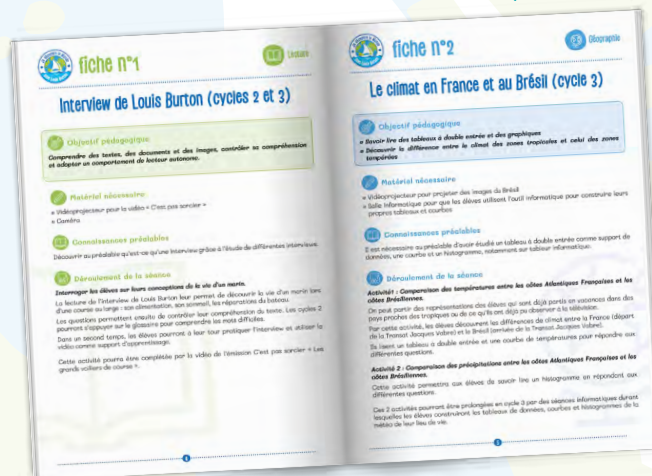 fiche n°1
Lecture
Interview de Louis Burton (cycles 2 et 3)
Objectif pédagogique
Comprendre des textes, des documents et des images, contrôler sa compréhension
et adopter un comportement de lecteur autonome.
Matériel nécessaire
» Vidéoprojecteur pour la vidéo « C'est pas sorcier »
» Caméra
Connaissances préalables
Découvrir au préalable qu'est-ce qu'une Interview grâce à l'étude de différentes interviews.
Déroulement de la séance
Interroger les élèves sur leurs conceptions de la vie d'un marin.
La lecture de l'interview de Louis Burton leur permet de découvrir la vie d'un marin lors
d'une course au large : son alimentation, son sommeil, les réparations du bateau.
Les questions permettent ensuite de contrôler leur compréhension du texte. Les cycles 2
pourront s'appuyer sur le glossaire pour comprendre les mots difficiles.
Dans un second temps, les élèves pourront à leur tour pratiquer l'interview et utiliser la
vidéo comme support d'apprentissage.
Cette activité pourra être complétée par la vidéo de l'émission C'est pas sorcier « Les
grands voiliers de course ».
fiche n°2
Géographie
Le climat en France et au Brésil (cycle 3)
Objectif pédagogique
» Savoir lire des tableaux à double entrée et des graphiques
» Découvrir la différence entre le climat des zones tropicales et celui des zones
tempérées
Matériel nécessaire
» Vidéoprojecteur pour projeter des images du Brésil
» Salle Informatique pour que les élèves utilisent l'outil informatique pour construire leurs
propres tableaux et courbes
Connaissances préalables
Il est nécessaire au préalable d'avoir étudié un tableau à double entrée comme support de
données, une courbe et un histogramme, notamment sur tableur informatique.
Déroulement de la séance
Activité 1 : Comparaison des températures entre les côtes Atlantiques Françaises et les
côtes Brésiliennes.
On peut partir des représentations des élèves qui sont déjà partis en vacances dans des
pays proches des tropiques ou de ce qu'ils ont déjà pu observer à la télévision.
Par cette activité, les élèves découvrent les différences de climat entre la France (départ
de la Transat Jacques Vabre) et le Brésil (arrivée de la Transat Jacques Vabre).
Ils lisent un tableau à double entrée et une courbe de températures pour répondre aux
différentes questions.
Activité 2 : Comparaison des précipitations entre les côtes Atlantiques Françaises et les
côtes Brésiliennes.
Cette activité permettra aux élèves de savoir lire un histogramme en répondant aux
différentes questions.
Ces 2 activités pourront être prolongées en cycle 3 par des séances informatiques durant
lesquelles les élèves construiront les tableaux de données, courbes et histogrammes de la
météo de leur lieu de vie.